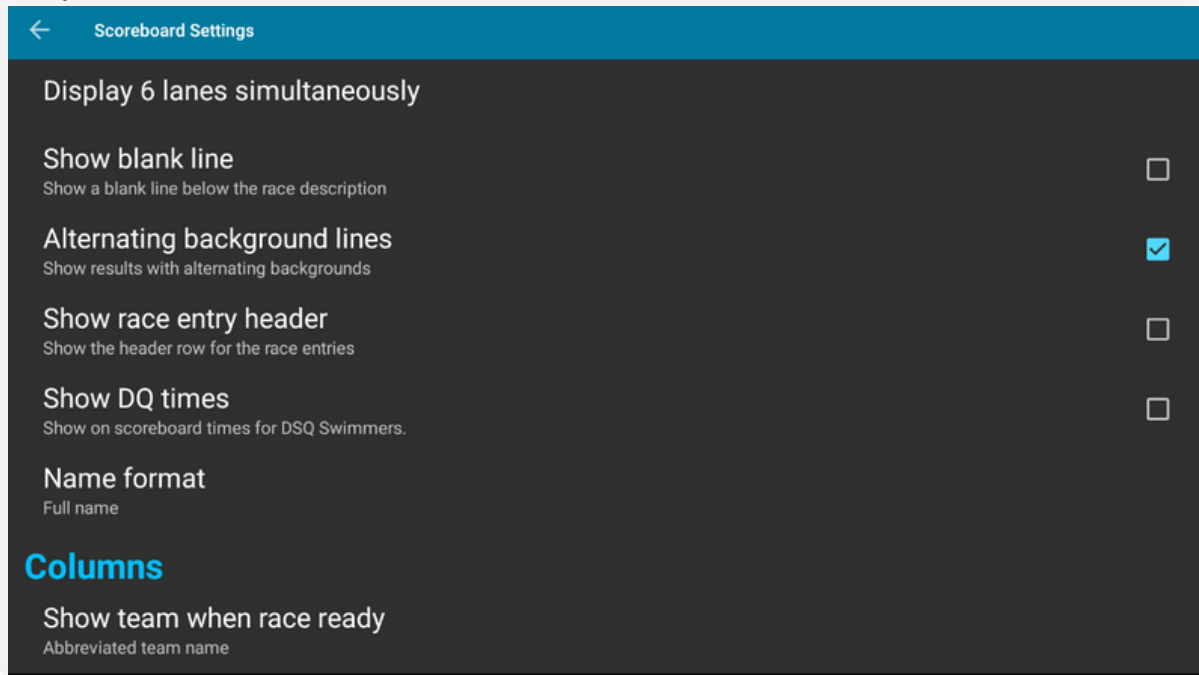 Scoreboard Settings
Display 6 lanes simultaneously
Show blank line
Show a blank line below the race description
Alternating background lines
Show results with alternating backgrounds
Show race entry header
Show the header row for the race entries
Show DQ times
Show on scoreboard times for DSQ Swimmers.
Name format
Full name
Columns
Show team when race ready
Abbreviated team name